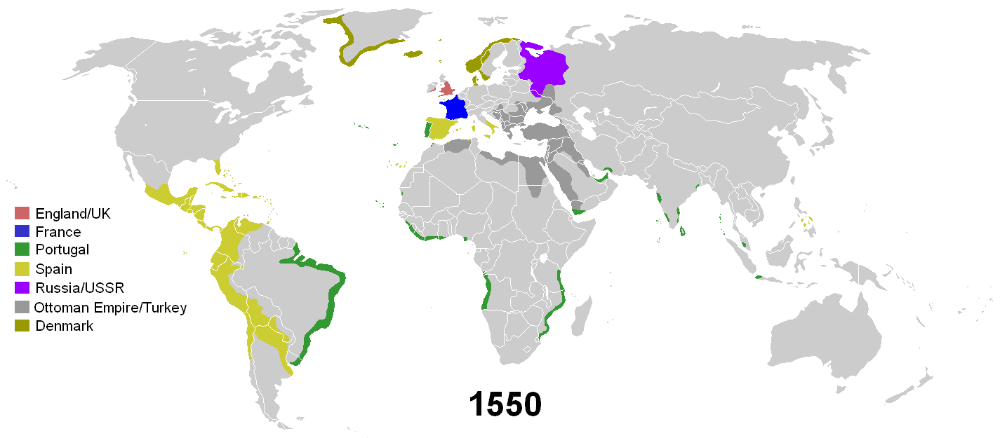 England/UK
France
Portugal
Spain
Russia/USSR
Ottoman Empire/Turkey
Denmark
1550